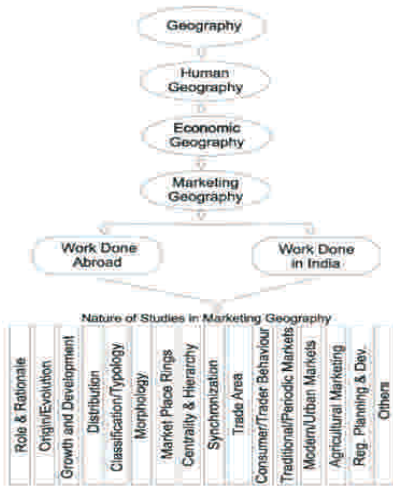 Geography
Human
Geography
Economic
Geography
Marketing
Geography
Work Done
Abroad
Work Done
in India
Nature of Studies in Marketing Geography
Role & Rationale
Origin/Evolution
Growth and Development
Distribution
Classification/Typology
Morphology
Market Place Rings
Centrality & Hierarchy
Synchronization
Trade Area
Consumer/Trader Behaviour
Traditional/Periodic Markets
Modern/Urban Markets
Agricultural Marketing
Reg. Planning & Dev.
Others